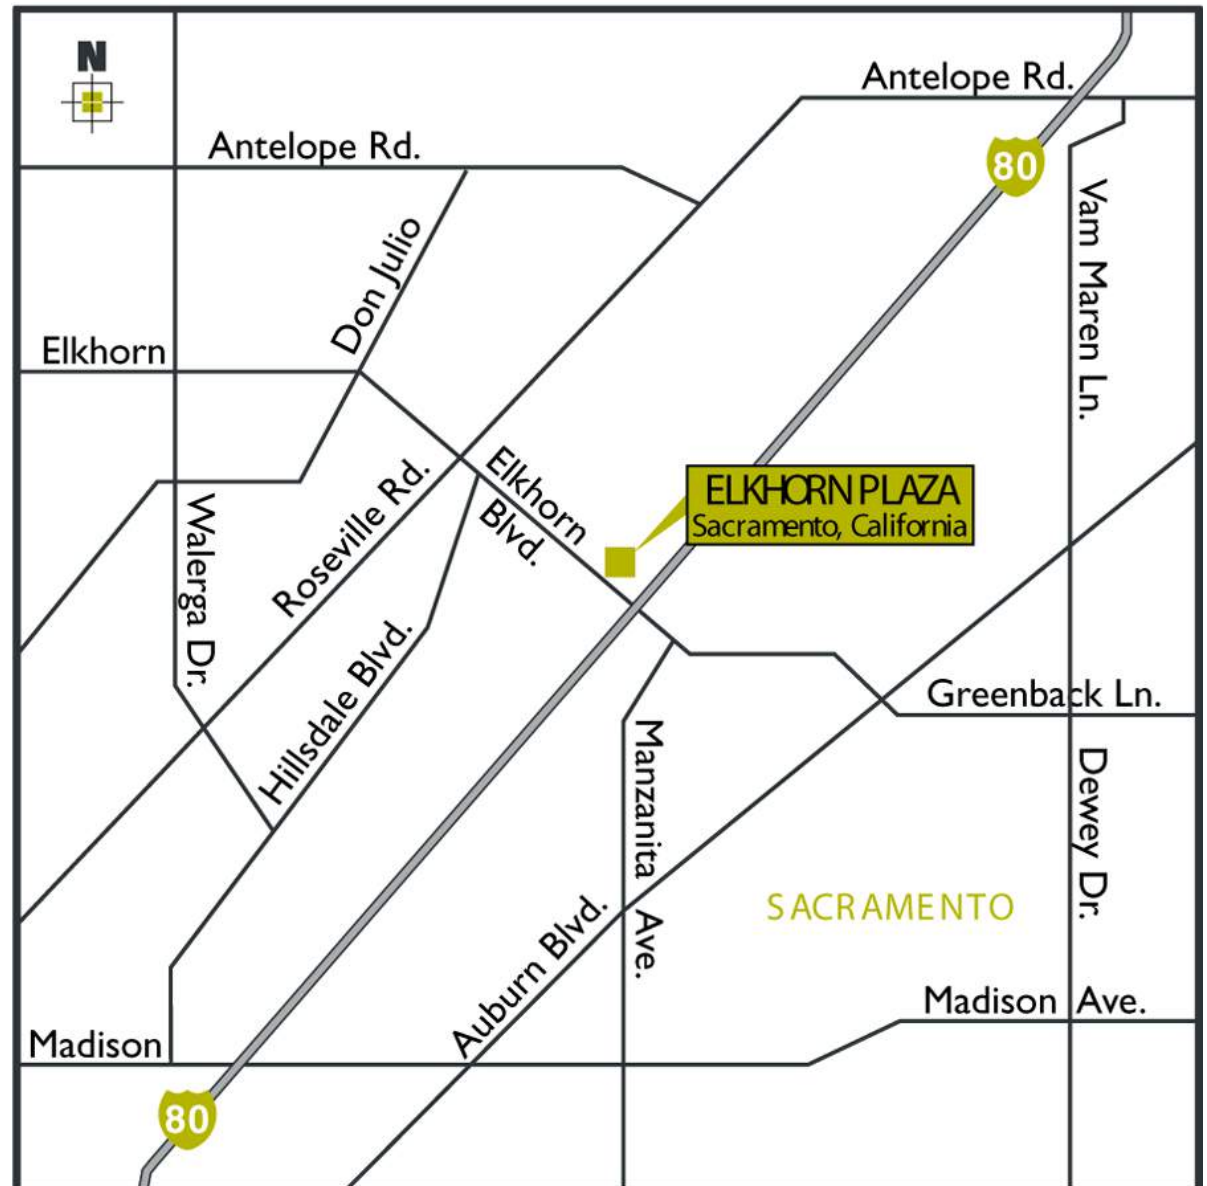 N
Antelope Rd.
Antelope Rd.
80
Don Julio
Vam Maren Ln.
Elkhorn
Elkhorn
Blvd.
ELKHORN PLAZA
Sacramento, California
Roseville Rd.
Walerga Dr.
Hillsdale Blvd.
Greenback Ln.
Manzanita Ave.
Dewey Dr.
SACRAMENTO
Auburn Blvd.
Madison Ave.
Madison
80